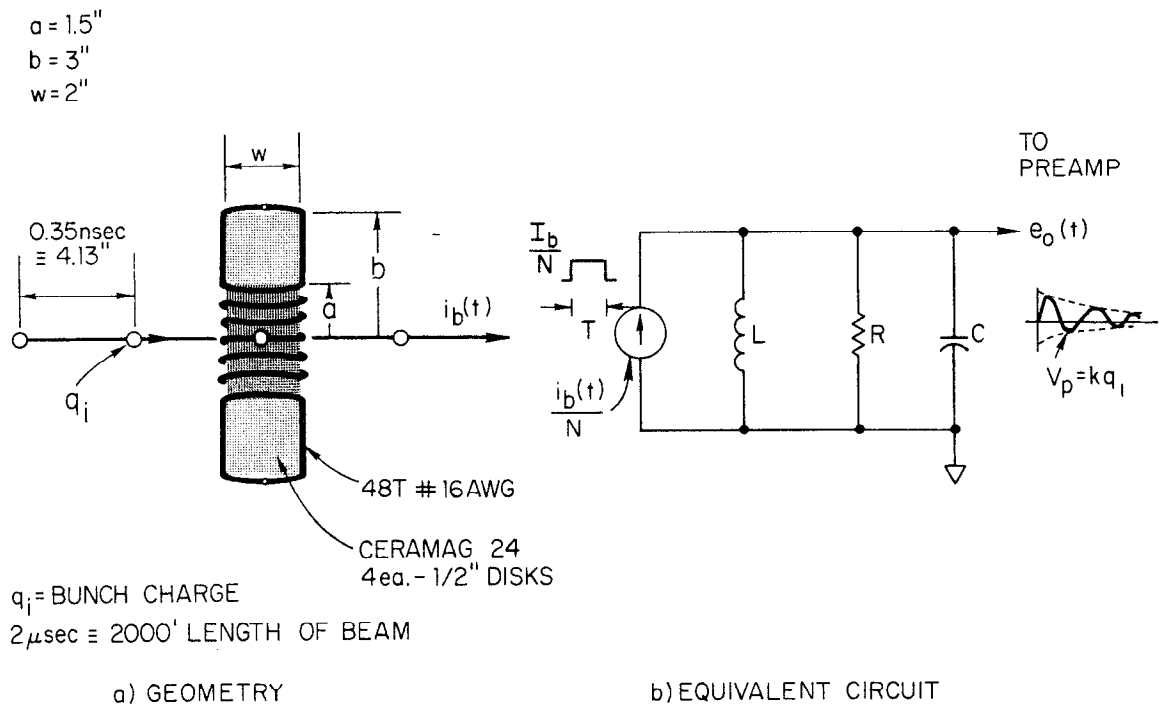 a = 1.5"
b = 3"
w = 2"
w
0.35nsec
≡ 4.13"
b
a
i_b(t)
q_i
48T # 16AWG
CERAMAG 24
4ea.- 1/2" DISKS
q_i = BUNCH CHARGE
2μsec ≡ 2000' LENGTH OF BEAM
a) GEOMETRY
TO
PREAMP
I_b/N
T
e_o(t)
L
R
C
i_b(t)/N
V_p = kq_1
b) EQUIVALENT CIRCUIT